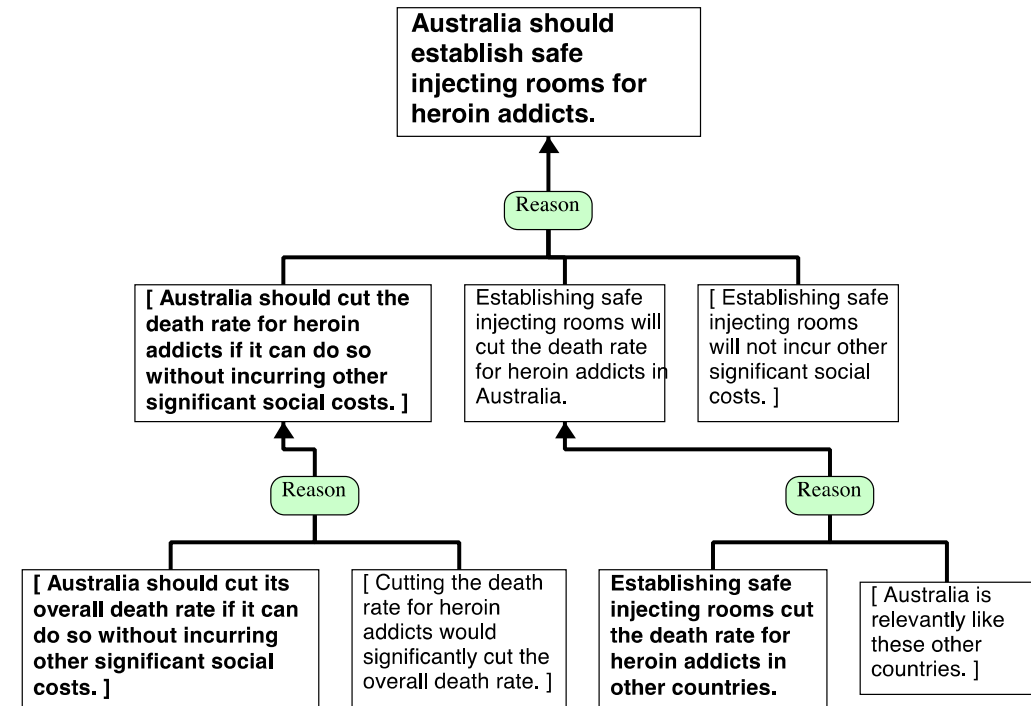 Australia should
establish safe
injecting rooms for
heroin addicts.
Reason
[ Australia should cut the
death rate for heroin
addicts if it can do so
without incurring other
significant social costs. ]
Establishing safe
injecting rooms will
cut the death rate
for heroin addicts in
Australia.
[ Establishing safe
injecting rooms
will not incur other
significant social
costs. ]
Reason
Reason
[ Australia should cut its
overall death rate if it can
do so without incurring
other significant social
costs. ]
[ Cutting the death
rate for heroin
addicts would
significantly cut the
overall death rate. ]
Establishing safe
injecting rooms cut
the death rate for
heroin addicts in
other countries.
[ Australia is
relevantly like
these other
countries. ]